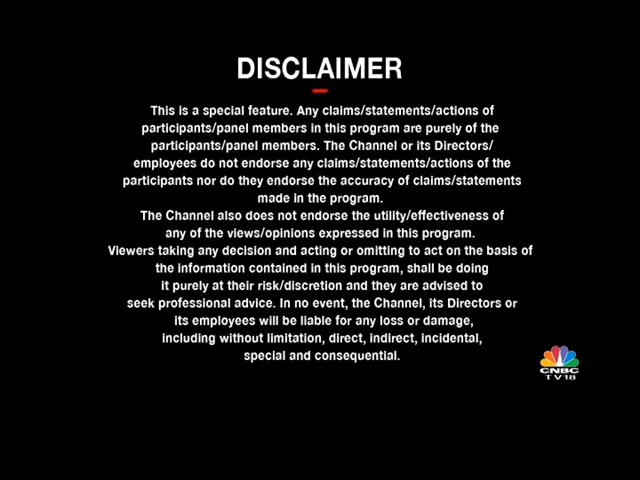 DISCLAIMER
This is a special feature. Any claims/statements/actions of
participants/panel members in this program are purely of the
participants/panel members. The Channel or its Directors/
employees do not endorse any claims/statements/actions of the
participants nor do they endorse the accuracy of claims/statements
made in the program.
The Channel also does not endorse the utility/effectiveness of
any of the views/opinions expressed in this program.
Viewers taking any decision and acting or omitting to act on the basis of
the information contained in this program, shall be doing
it purely at their risk/discretion and they are advised to
seek professional advice. In no event, the Channel, its Directors or
its employees will be liable for any loss or damage,
including without limitation, direct, indirect, incidental,
special and consequential.
CNBC
TV18